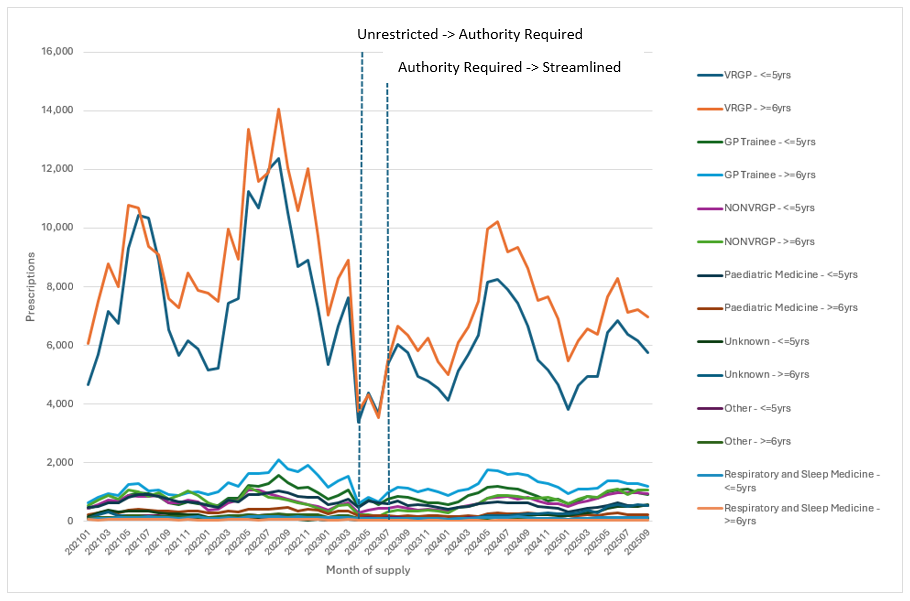 Unrestricted -> Authority Required
Authority Required -> Streamlined
16,000
14,000
12,000
10,000
8,000
6,000
4,000
2,000
0
Prescriptions
202101
202103
202105
202107
202109
202111
202201
202203
202205
202207
202209
202211
202301
202303
202305
202307
202309
202311
202401
202403
202405
202407
202409
202411
202501
202503
202505
202507
202509
Month of supply
VRGP - <=5yrs
VRGP - >=6yrs
GP Trainee - <=5yrs
GP Trainee - >=6yrs
NONVRGP - <=5yrs
NONVRGP - >=6yrs
Paediatric Medicine - <=5yrs
Paediatric Medicine - >=6yrs
Unknown - <=5yrs
Unknown - >=6yrs
Other - <=5yrs
Other - >=6yrs
Respiratory and Sleep Medicine -
<=5yrs
Respiratory and Sleep Medicine -
>=6yrs